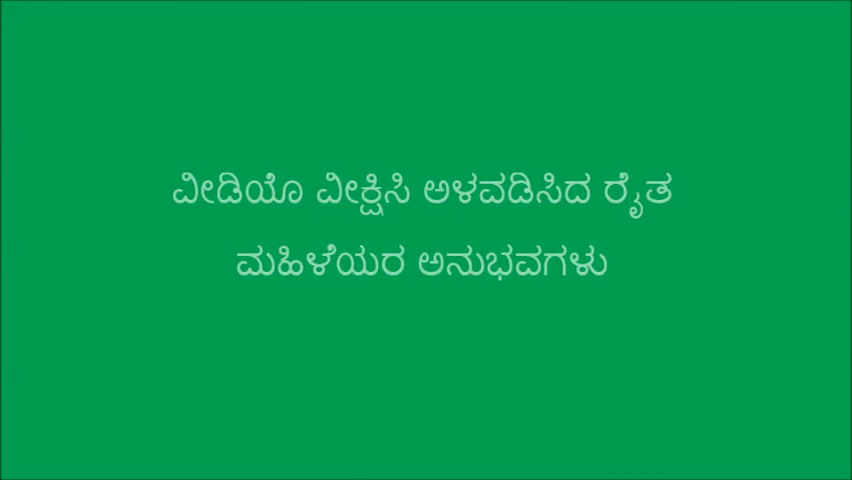 ವೀಡಿಯೊ ವೀಕ್ಷಿಸಿ ಅಳವಡಿಸಿದ ರೈತ
ಮಹಿಳೆಯರ ಅನುಭವಗಳು